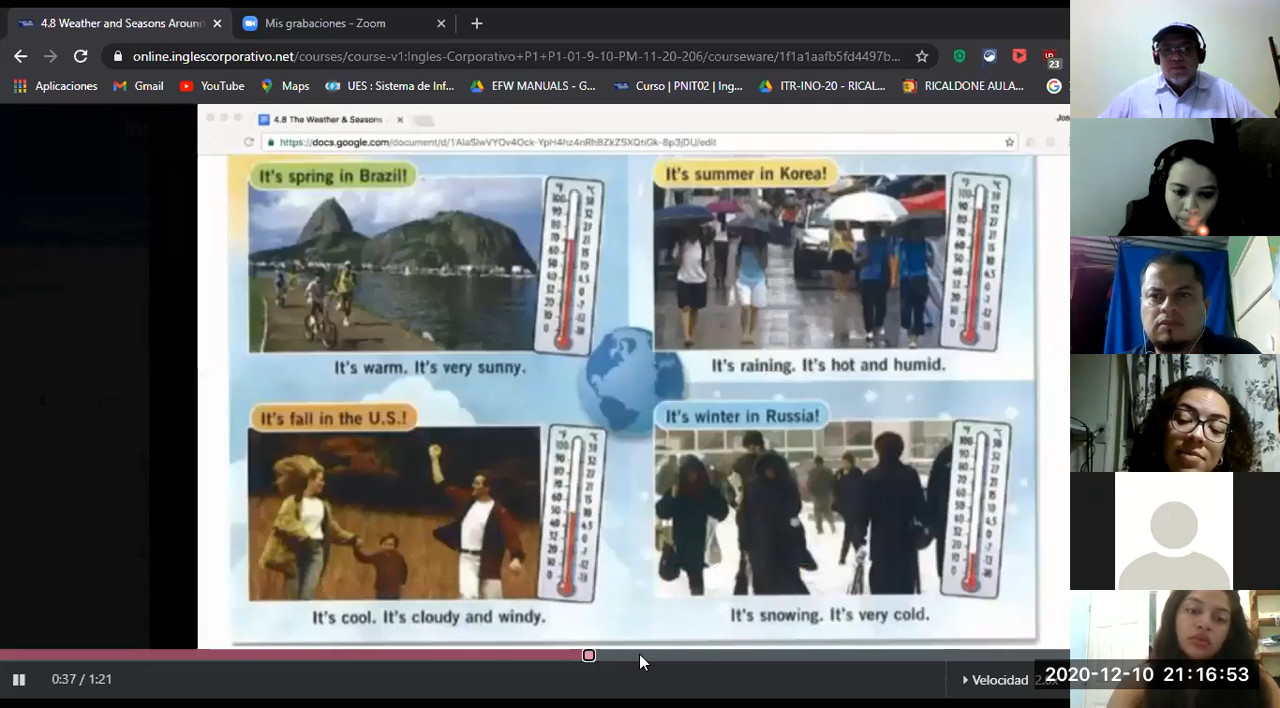 4.8 Weather and Seasons Around
Mis grabaciones - Zoom
online.inglescorporativo.net/courses/course-v1:Ingles-Corporativo+P1+P1-01-9-10-PM-11-20-206/courseware/1f1a1aafb5fd4497b...
23
Aplicaciones
Gmail
YouTube
Maps
UES : Sistema de Inf...
EFW MANUALS - G...
Curso | PNIT02 | Ing...
ITR-INO-20 - RICAL...
RICALDONE AULA...
4.8 The Weather & Seasons
Jos
It's spring in Brazil!
It's summer in Korea!
°F °C
°F °C
It's warm. It's very sunny.
It's raining. It's hot and humid.
It's fall in the U.S.!
It's winter in Russia!
°F °C
°F °C
It's cool. It's cloudy and windy.
It's snowing. It's very cold.
0:37 / 1:21
Velocidad
2020-12-10 21:16:53